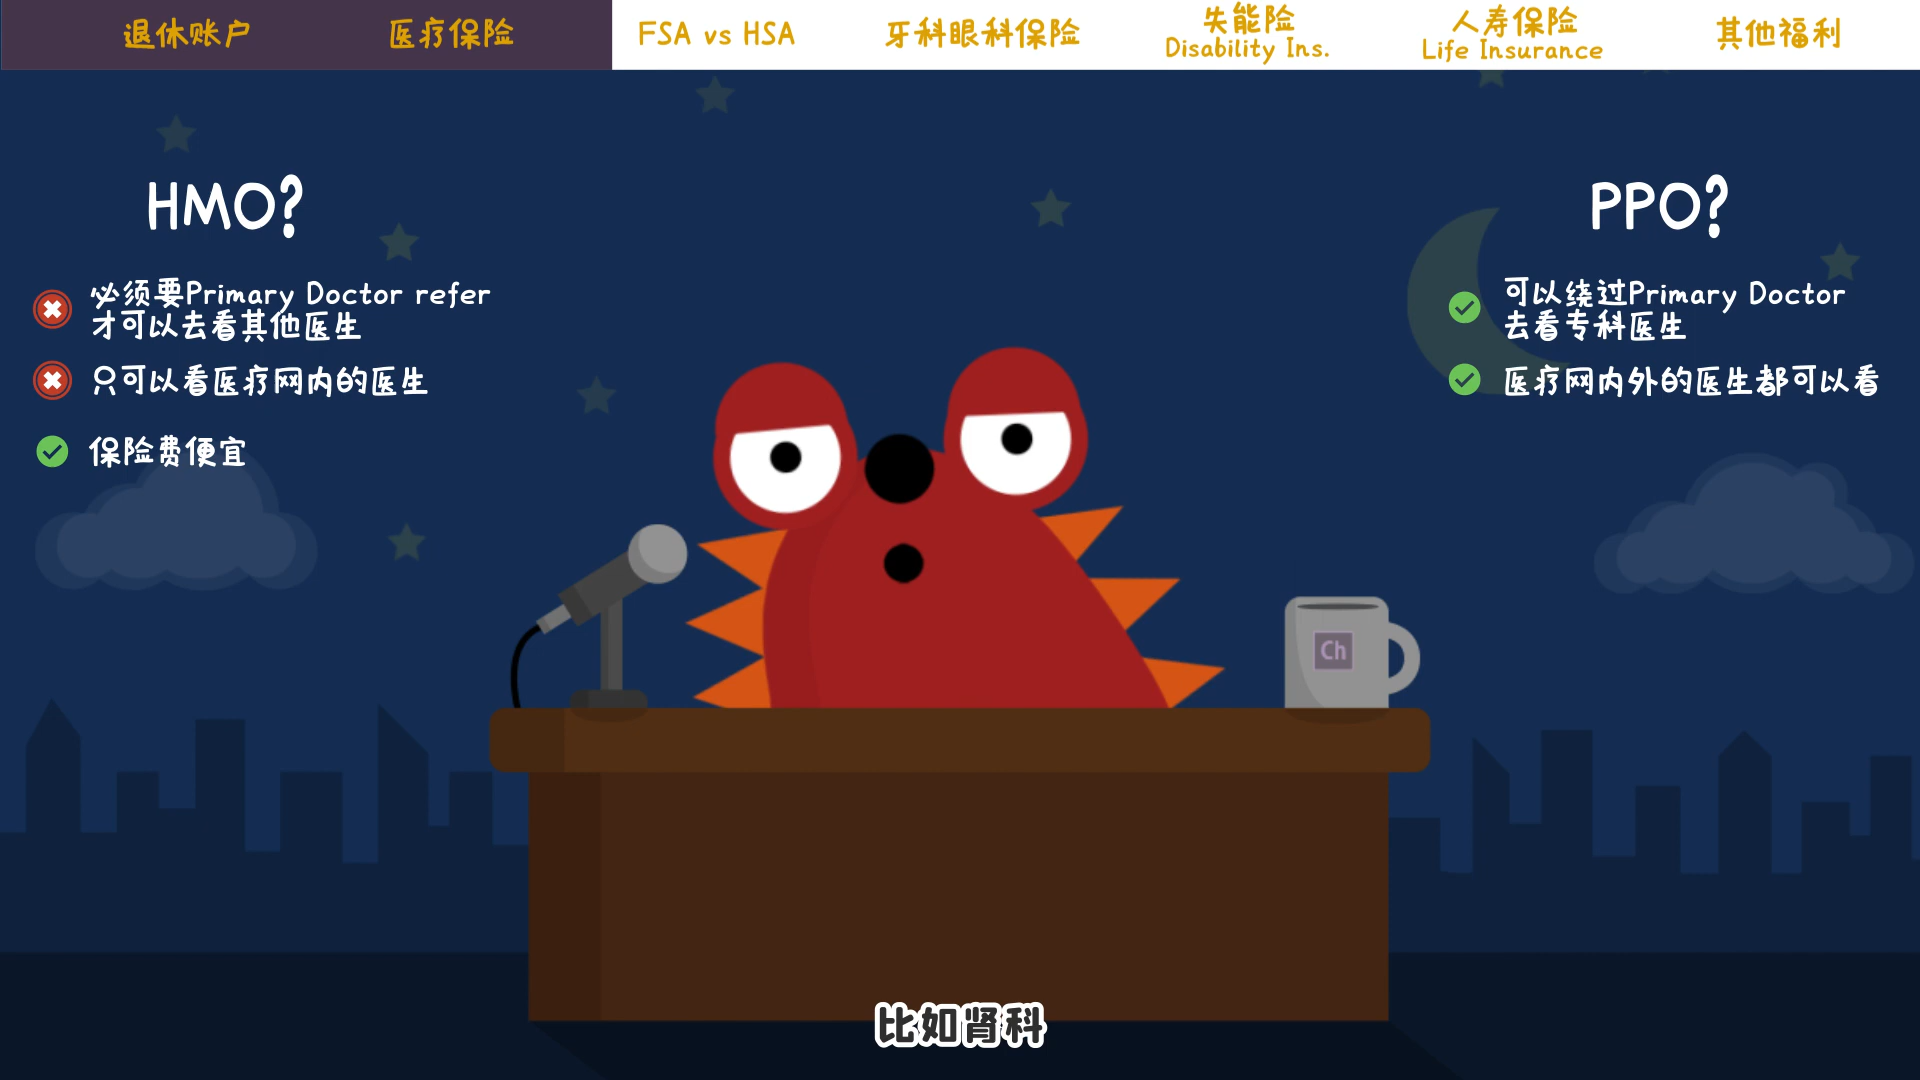 退休账户
医疗保险
FSA vs HSA
牙科眼科保险
失能险
Disability Ins.
人寿保险
Life Insurance
其他福利
HMO?
必须要Primary Doctor refer
才可以去看其他医生
只可以看医疗网内的医生
保险费便宜
PPO?
可以绕过Primary Doctor
去看专科医生
医疗网内外的医生都可以看
Ch
比如肾科